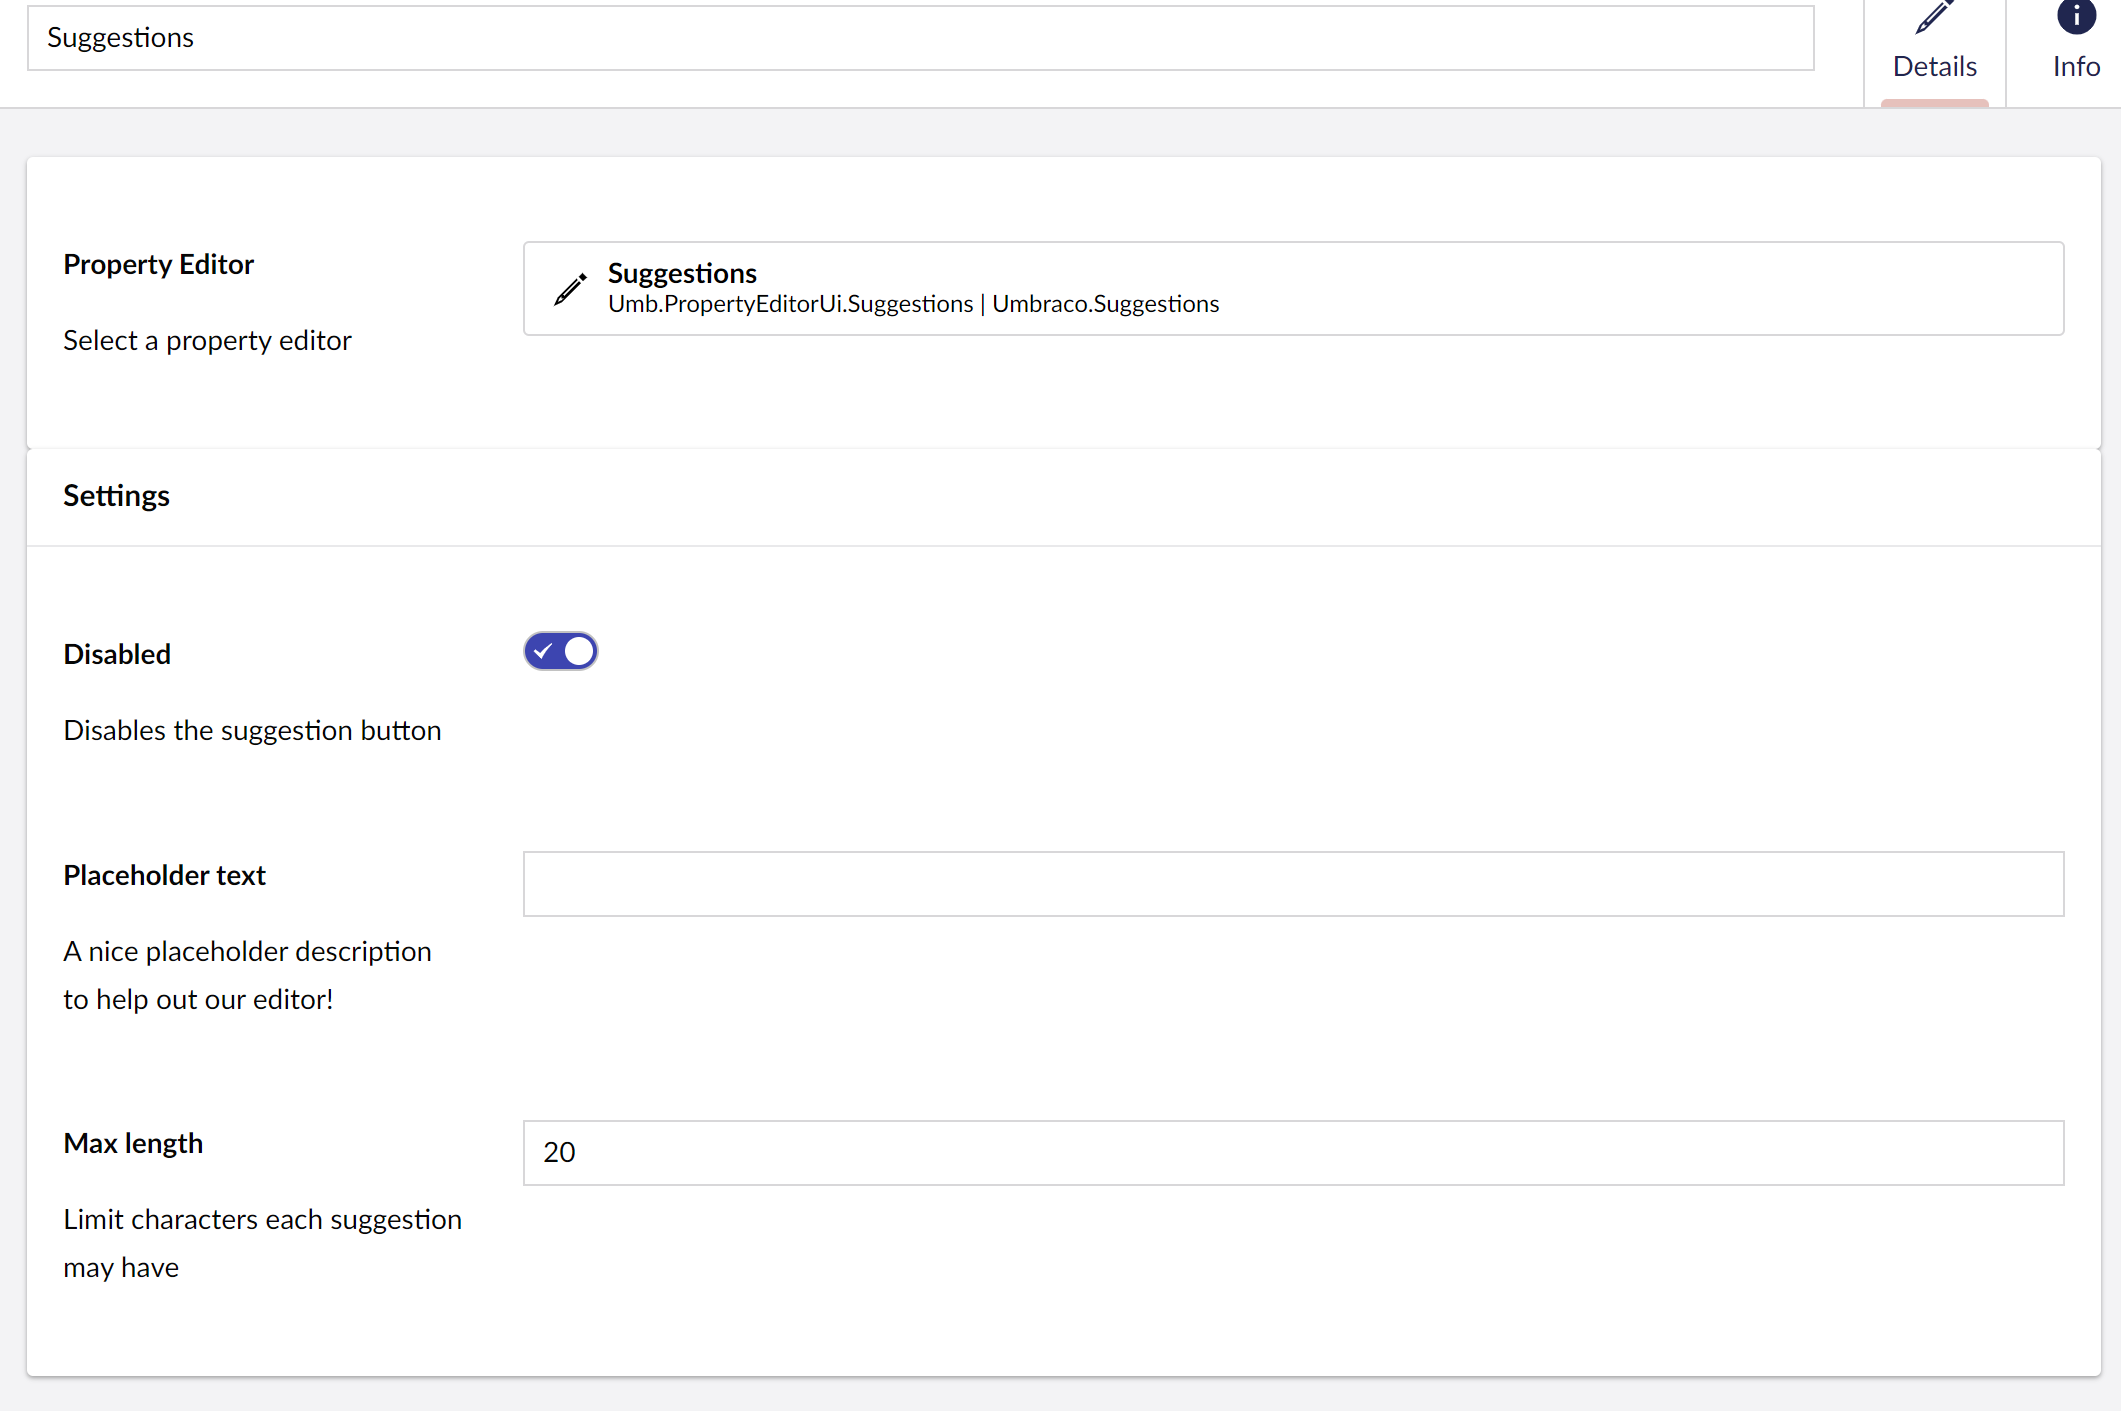 Suggestions
Details
Info
Property Editor
Select a property editor
Suggestions
Umb.PropertyEditorUi.Suggestions | Umbraco.Suggestions
Settings
Disabled
Disables the suggestion button
Placeholder text
A nice placeholder description
to help out our editor!
Max length
Limit characters each suggestion
may have
20